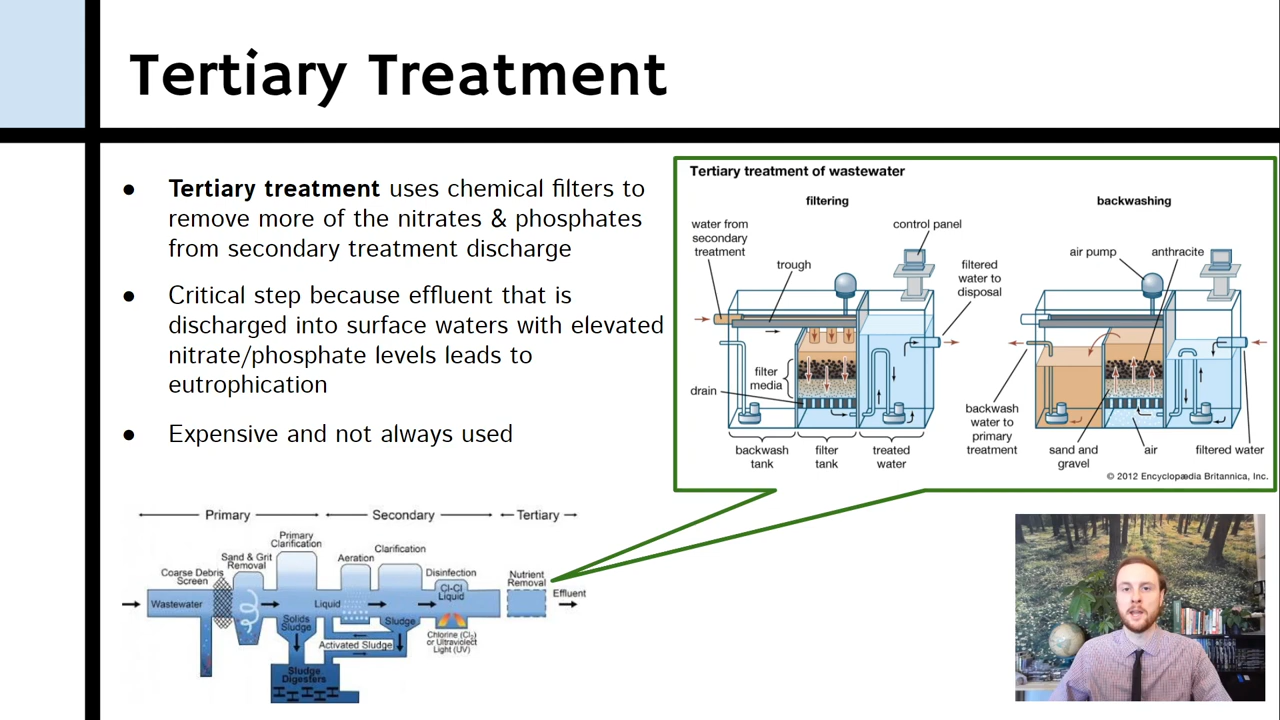 Tertiary Treatment
● Tertiary treatment uses chemical filters to
remove more of the nitrates & phosphates
from secondary treatment discharge
● Critical step because effluent that is
discharged into surface waters with elevated
nitrate/phosphate levels leads to
eutrophication
● Expensive and not always used
Tertiary treatment of wastewater
filtering
water from
secondary
treatment
trough
control panel
filtered
water to
disposal
filter
media
drain
backwash
tank
filter
tank
treated
water
backwashing
air pump
anthracite
backwash
water to
primary
treatment
sand and
gravel
air
filtered water
© 2012 Encyclopædia Britannica, Inc.
Primary
Secondary
Tertiary
Coarse Debris
Screen
Sand & Grit
Removal
Primary
Clarification
Aeration
Clarification
Disinfection
Cl-Cl
Liquid
Nutrient
Removal
Effluent
Wastewater
Liquid
Solids
Sludge
Sludge
Activated Sludge
Chlorine (Cl₂)
or Ultraviolect
Light (UV)
Sludge
Digesters